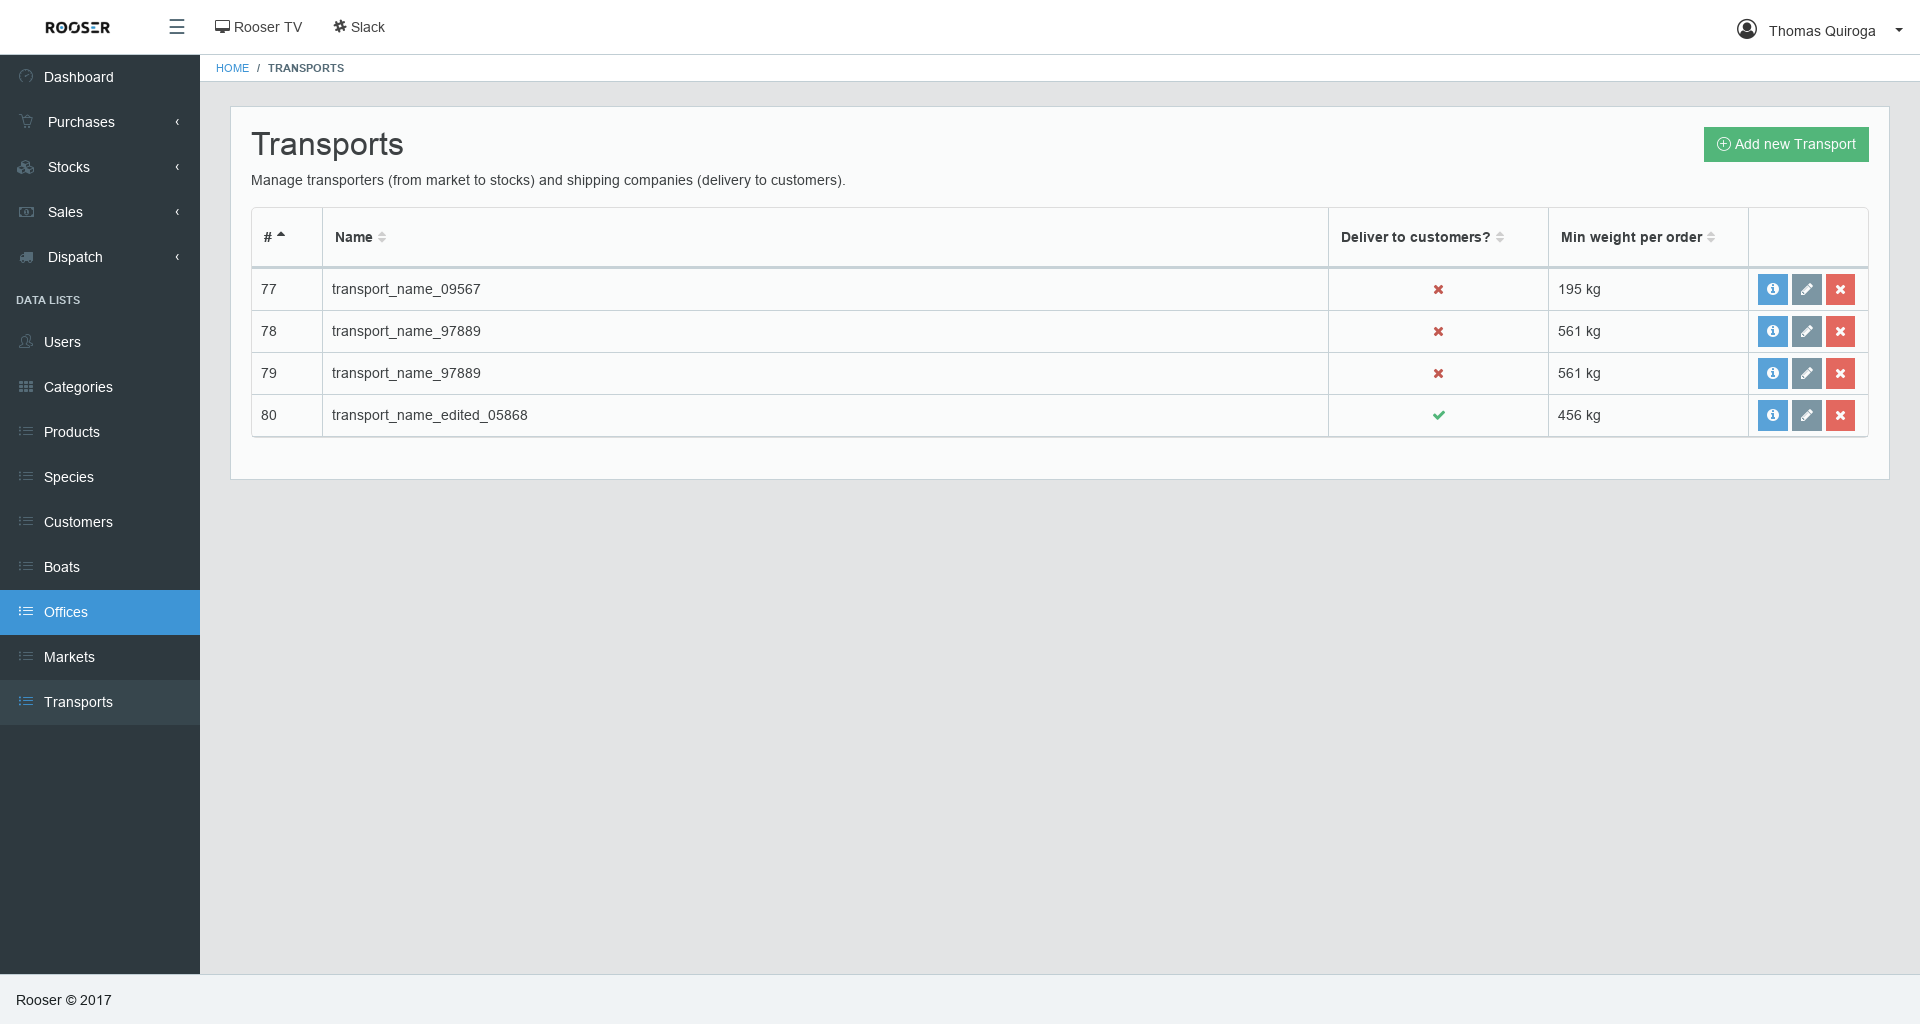 ROOSER
Rooser TV
Slack
Thomas Quiroga
HOME / TRANSPORTS
Dashboard
Purchases
Stocks
Sales
Dispatch
DATA LISTS
Users
Categories
Products
Species
Customers
Boats
Offices
Markets
Transports
Transports
Add new Transport
Manage transporters (from market to stocks) and shipping companies (delivery to customers).
# Name Deliver to customers? Min weight per order
77 transport_name_09567 195 kg
78 transport_name_97889 561 kg
79 transport_name_97889 561 kg
80 transport_name_edited_05868 456 kg
Rooser © 2017